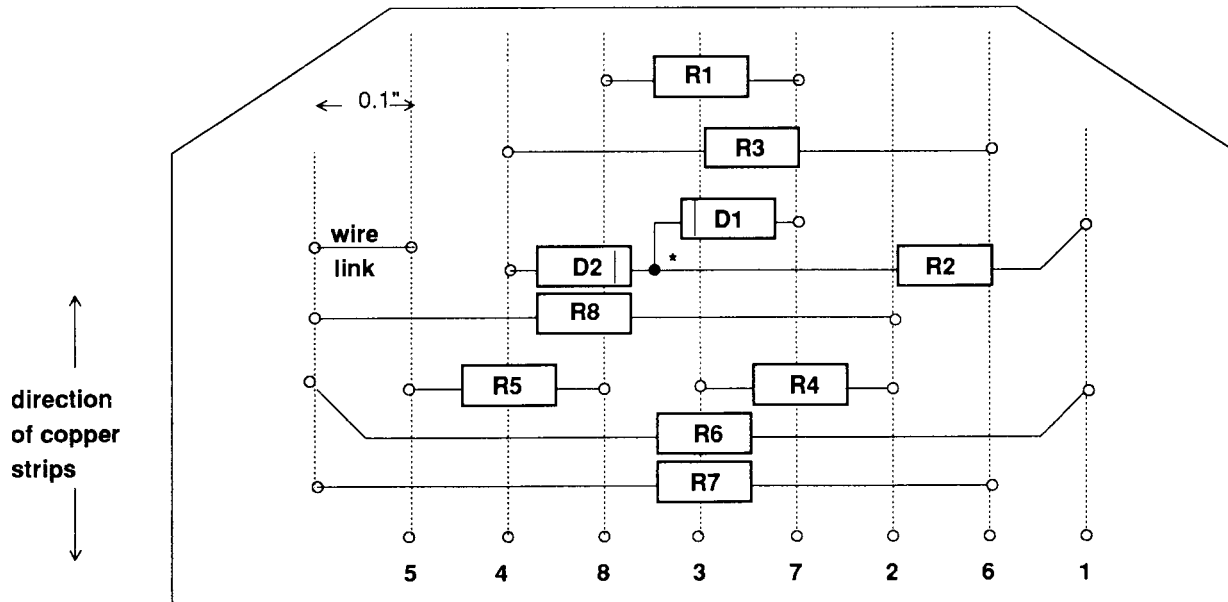 R1
0.1"
R3
D1
wire
link
*
D2
R2
R8
R5
R4
direction
of copper
strips
R6
R7
5 4 8 3 7 2 6 1